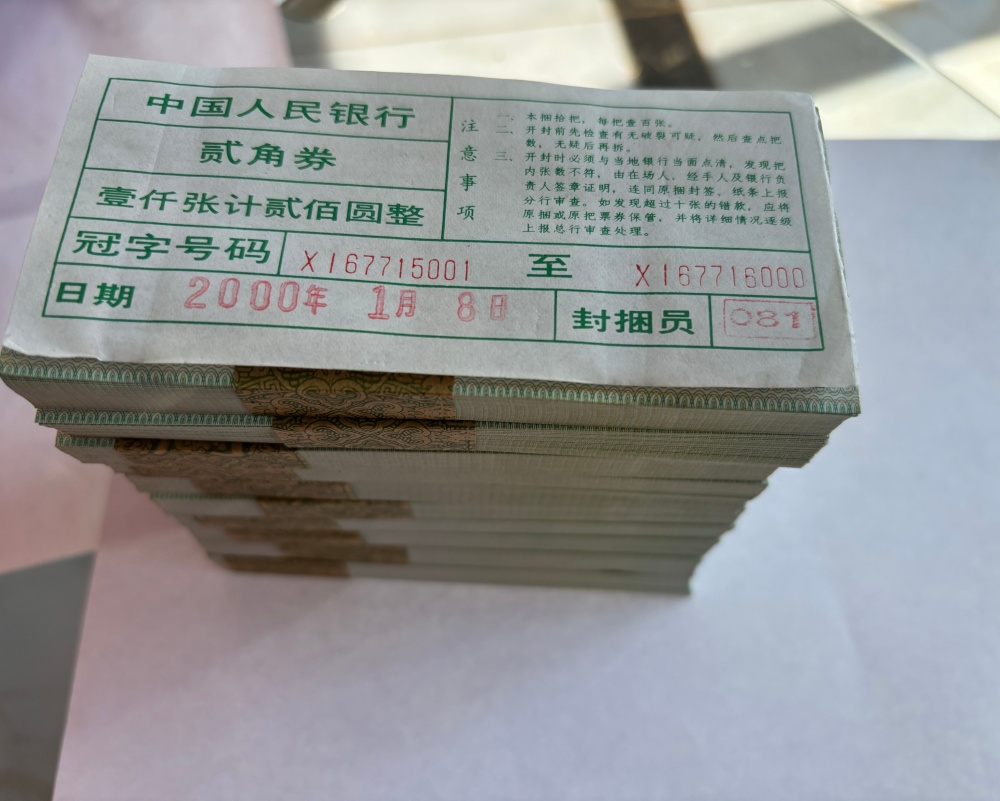 中国人民银行
贰角券
壹仟张计贰佰圆整
注意事项
一、本捆恰把，每把查百张。
二、开封前先检查有无破裂可疑，然后查点把
数，无疑后再拆。
三、开封时必须与当地银行当面点清，发现把
内张数不符，由在场人、经手人及银行负
责人签章证明，连同原捆封签、纸条上报
分行审查。如发现超过十张的错款，应将
原捆或原把票券保管，并将详细情况逐级
上报总行审查处理。
冠字号码 XI67715001 至 XI67716000
日期 2000年 1月 8日 封捆员 081